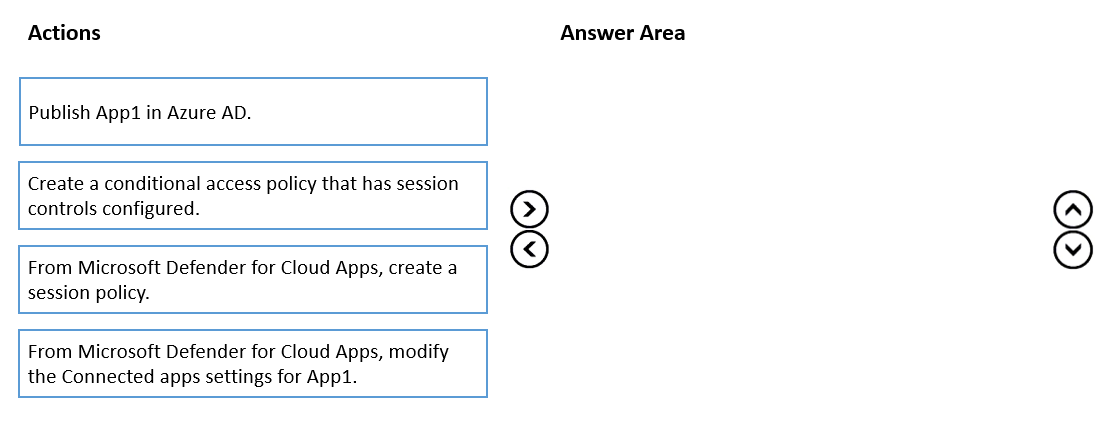 Actions
Answer Area
Publish App1 in Azure AD.
Create a conditional access policy that has session
controls configured.
From Microsoft Defender for Cloud Apps, create a
session policy.
From Microsoft Defender for Cloud Apps, modify
the Connected apps settings for App1.